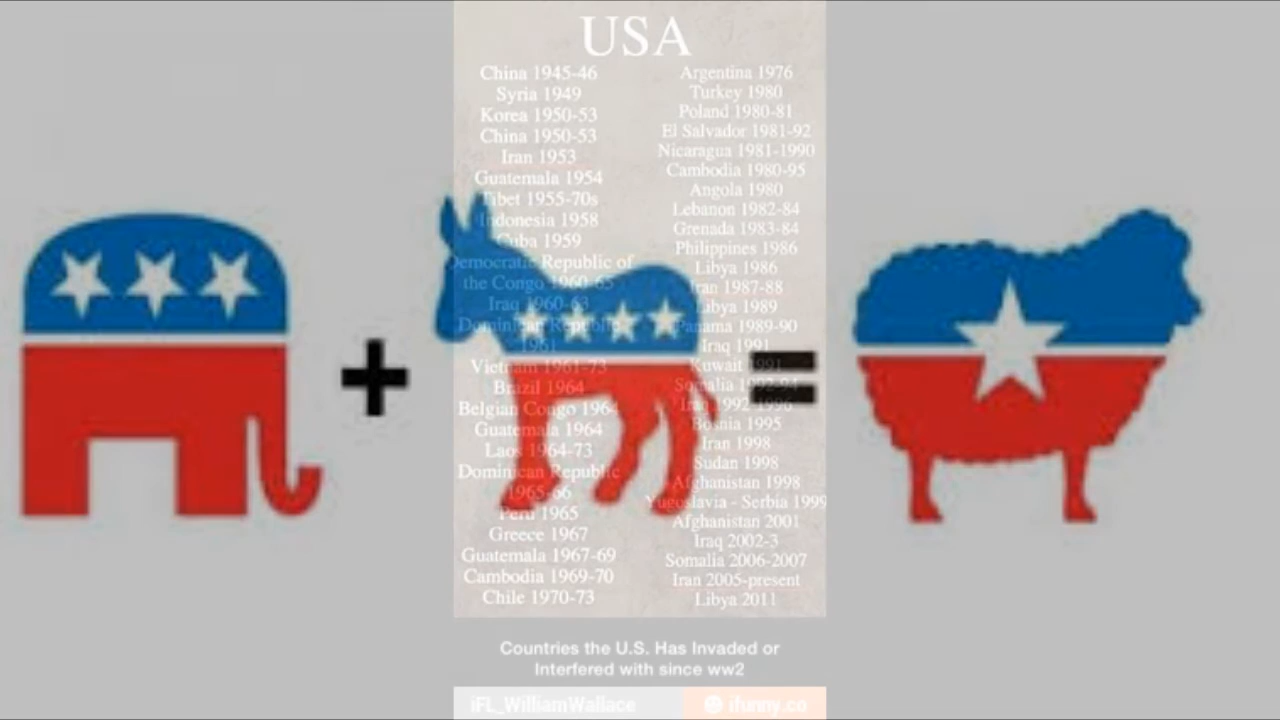 USA
China 1945-46
Syria 1949
Korea 1950-53
China 1950-53
Iran 1953
Guatemala 1954
Tibet 1955-70s
Indonesia 1958
Cuba 1959
Democratic Republic of
the Congo 1960-65
Iraq 1960-63
Dominican Republic
1961
Vietnam 1961-73
Brazil 1964
Belgian Congo 1964
Guatemala 1964
Laos 1964-73
Dominican Republic
1965-66
Peru 1965
Greece 1967
Guatemala 1967-69
Cambodia 1969-70
Chile 1970-73
Argentina 1976
Turkey 1980
Poland 1980-81
El Salvador 1981-92
Nicaragua 1981-1990
Cambodia 1980-95
Angola 1980
Lebanon 1982-84
Grenada 1983-84
Philippines 1986
Libya 1986
Iran 1987-88
Libya 1989
Panama 1989-90
Iraq 1991
Kuwait 1991
Somalia 1992-94
Iraq 1992-1996
Bosnia 1995
Iran 1998
Sudan 1998
Afghanistan 1998
Yugoslavia - Serbia 1999
Afghanistan 2001
Iraq 2002-3
Somalia 2006-2007
Iran 2005-present
Libya 2011
Countries the U.S. Has Invaded or
Interfered with since ww2
iFL_WilliamWallace
ifunny.co